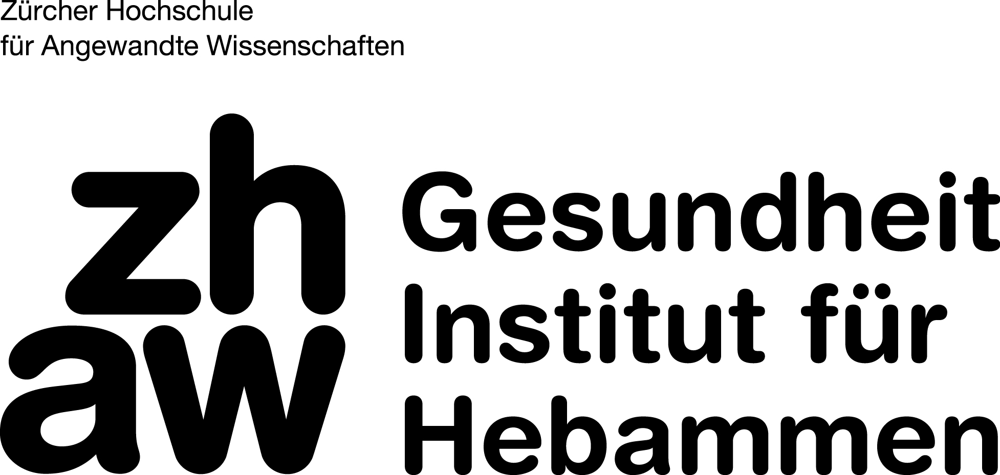 Zürcher Hochschule
für Angewandte Wissenschaften
zh
aw
Gesundheit
Institut für
Hebammen